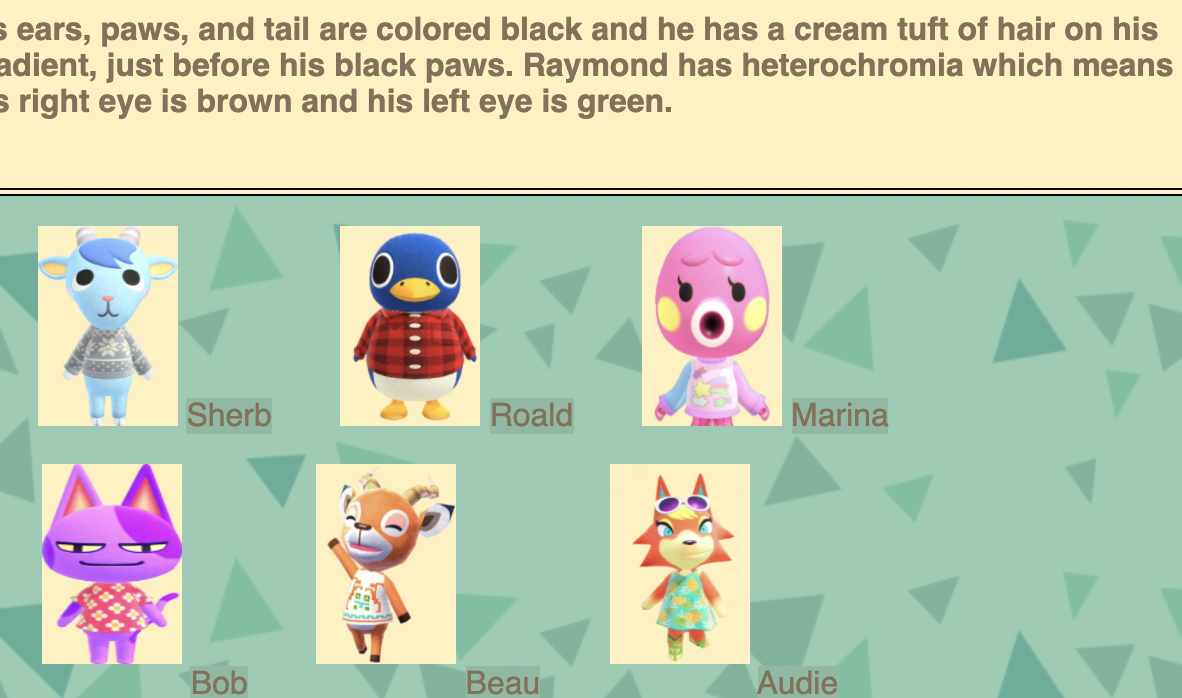 s ears, paws, and tail are colored black and he has a cream tuft of hair on his
adient, just before his black paws. Raymond has heterochromia which means
s right eye is brown and his left eye is green.
Sherb
Roald
Marina
Bob
Beau
Audie